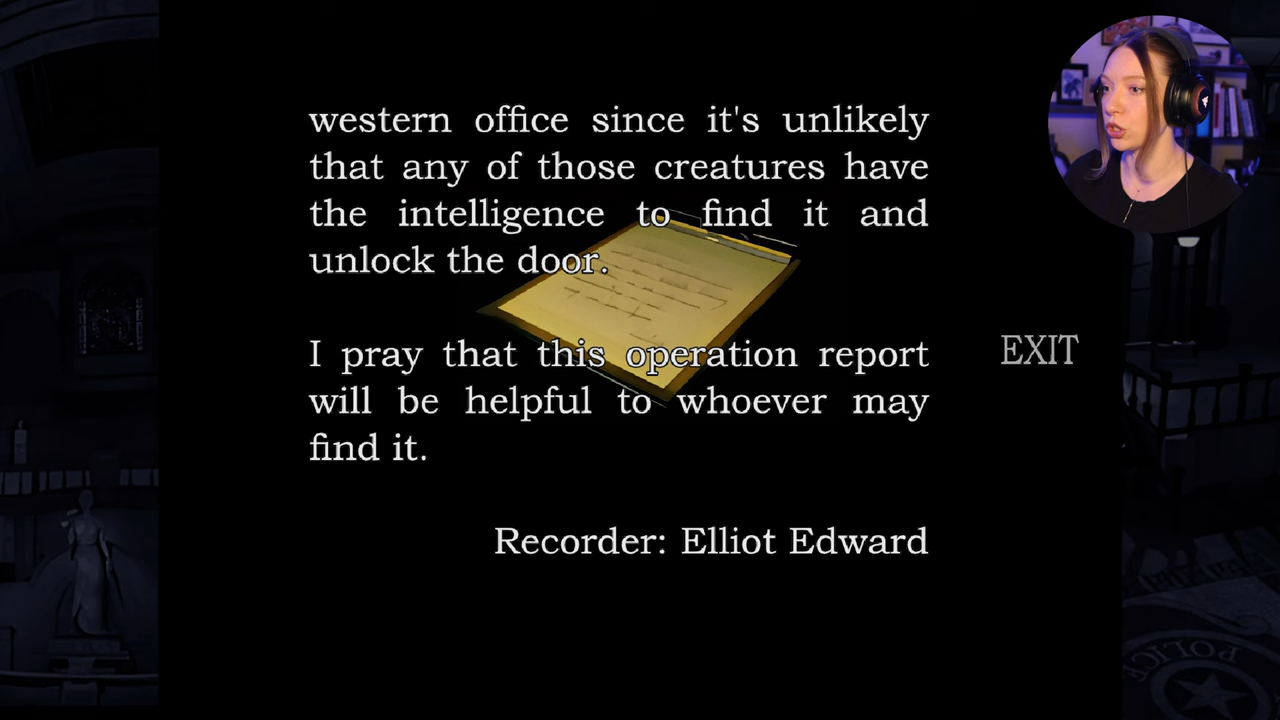 western office since it's unlikely
that any of those creatures have
the intelligence to find it and
unlock the door.
I pray that this operation report
EXIT
will be helpful to whoever may
find it.
Recorder: Elliot Edward
POLICE